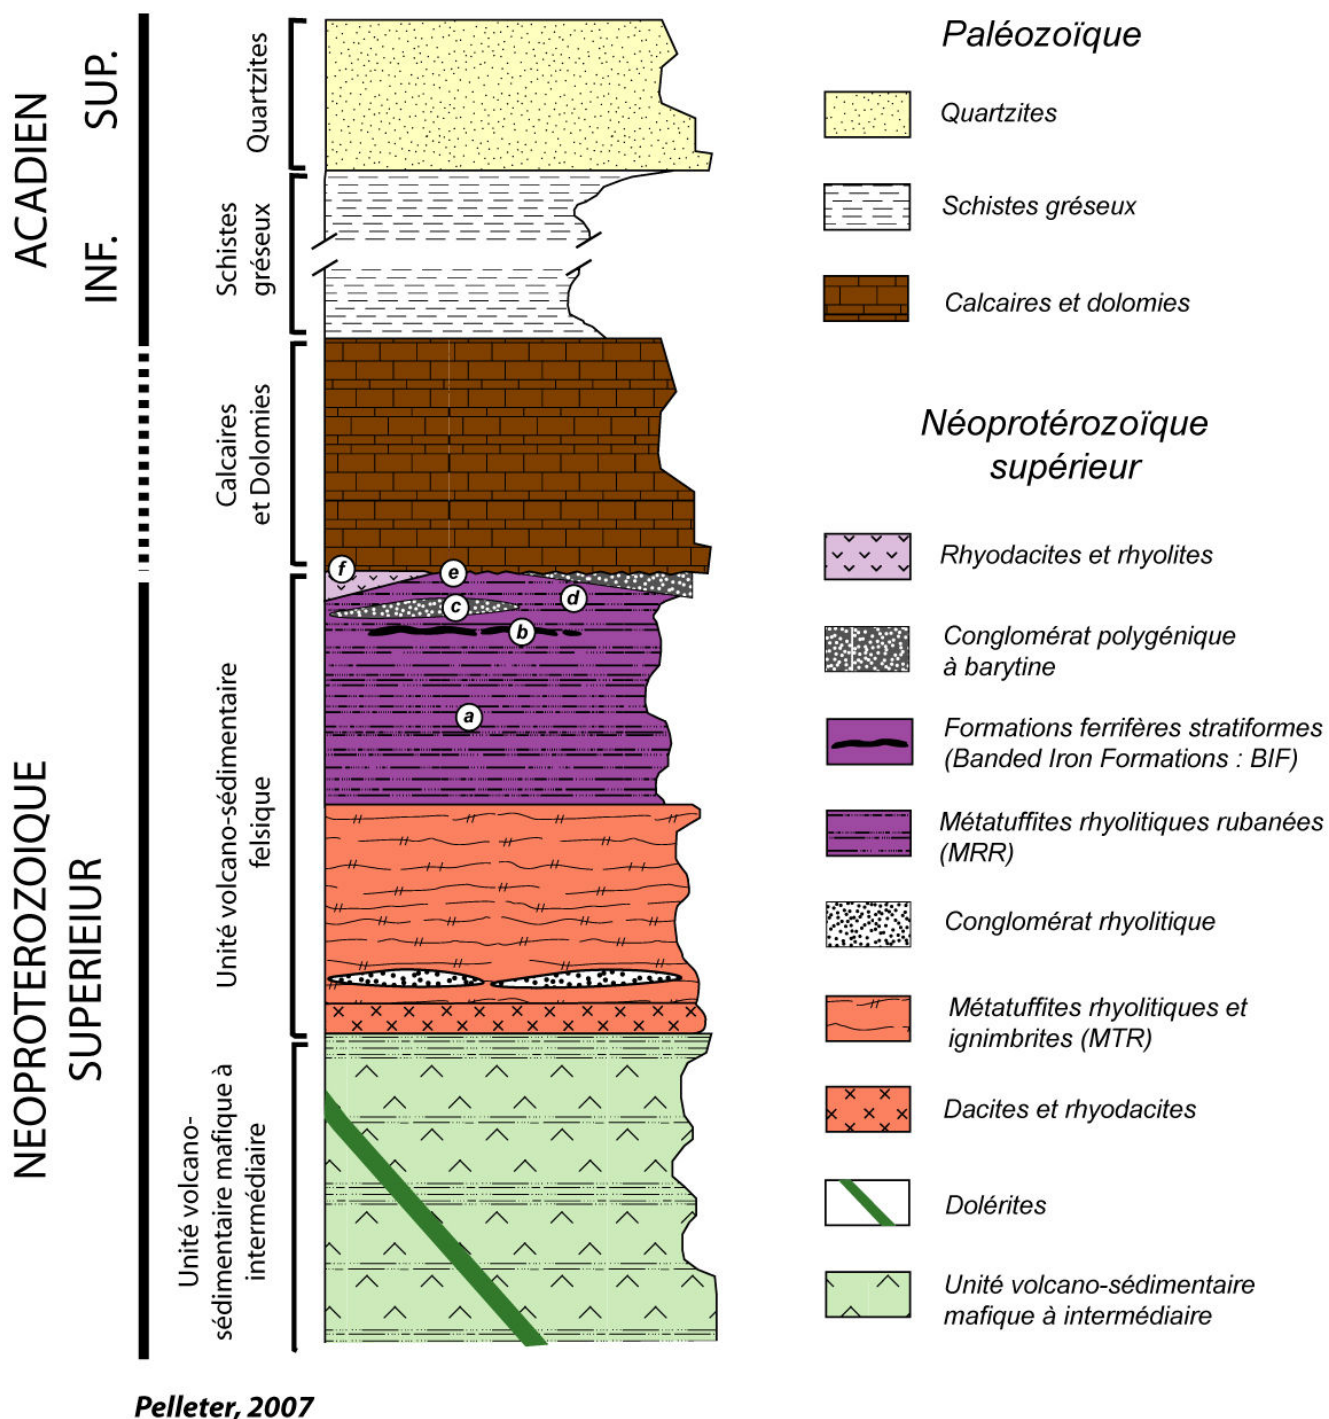 ACADIEN
SUP.
INF.
NEOPROTEROZOIQUE
SUPERIEIUR
Quartzites
Schistes
gréseux
Calcaires
et Dolomies
Unité volcano-sédimentaire
felsique
Unité volcano-
sédimentaire mafique à
intermédiaire
f
e
d
c
b
a
Paléozoïque
Quartzites
Schistes gréseux
Calcaires et dolomies
Néoprotérozoïque
supérieur
Rhyodacites et rhyolites
Conglomérat polygénique
à barytine
Formations ferrifères stratiformes
(Banded Iron Formations : BIF)
Métatuffites rhyolitiques rubanées
(MRR)
Conglomérat rhyolitique
Métatuffites rhyolitiques et
ignimbrites (MTR)
Dacites et rhyodacites
Dolérites
Unité volcano-sédimentaire
mafique à intermédiaire
Pelleter, 2007